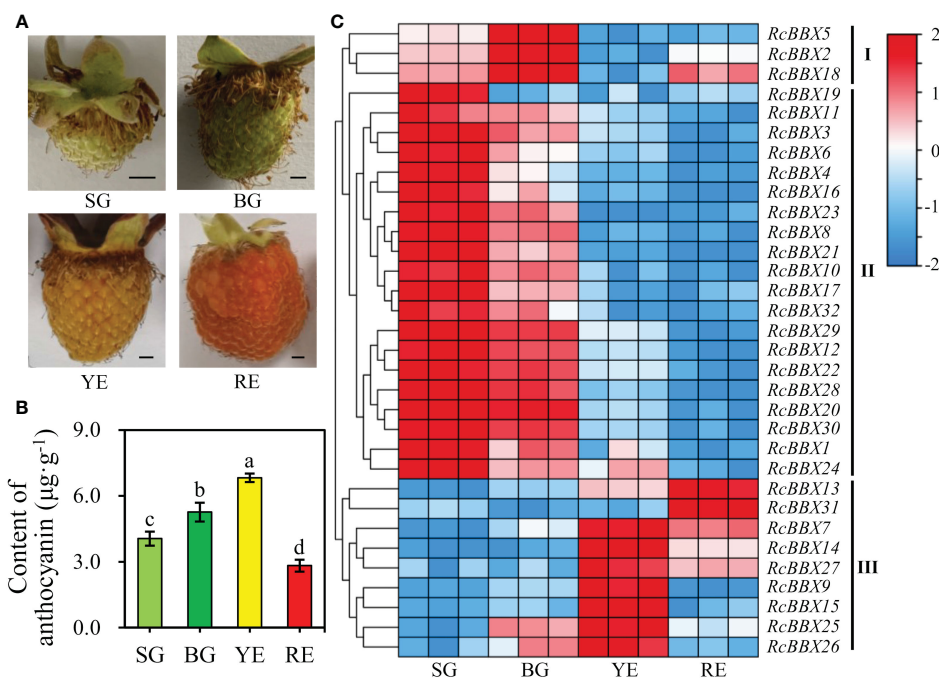 A
SG
BG
YE
RE
B
Content of
anthocyanin (μg·g⁻¹)
9.0
6.0
3.0
0.0
c
b
a
d
SG
BG
YE
RE
C
RcBBX5
RcBBX2
RcBBX18
RcBBX19
RcBBX11
RcBBX3
RcBBX6
RcBBX4
RcBBX16
RcBBX23
RcBBX8
RcBBX21
RcBBX10
RcBBX17
RcBBX32
RcBBX29
RcBBX12
RcBBX22
RcBBX28
RcBBX20
RcBBX30
RcBBX1
RcBBX24
RcBBX13
RcBBX31
RcBBX7
RcBBX14
RcBBX27
RcBBX9
RcBBX15
RcBBX25
RcBBX26
SG
BG
YE
RE
I
II
III
2
1
0
-1
-2